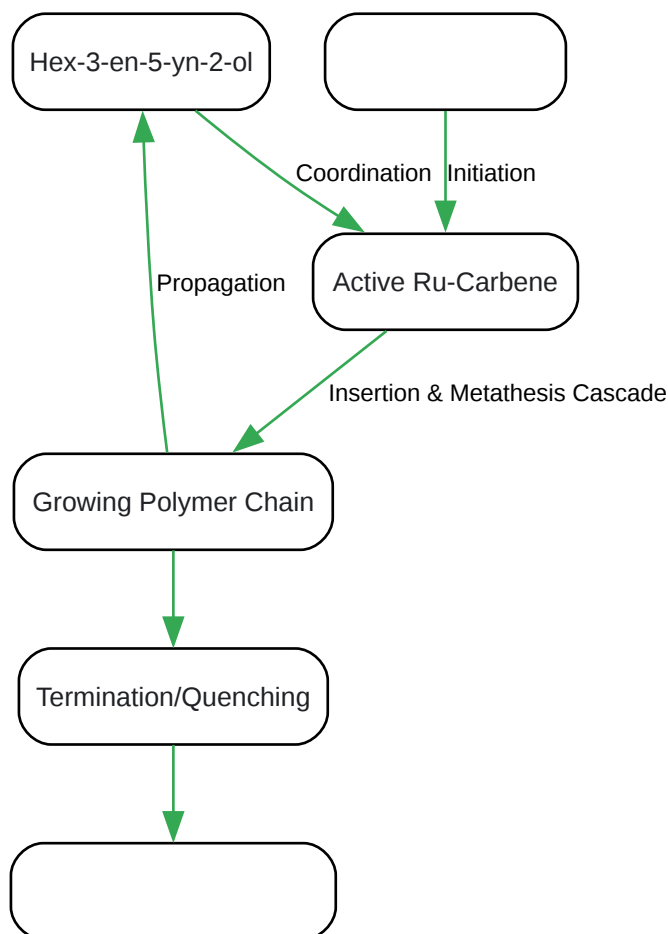 Hex-3-en-5-yn-2-ol
Coordination
Initiation
Active Ru-Carbene
Propagation
Insertion & Metathesis Cascade
Growing Polymer Chain
Termination/Quenching